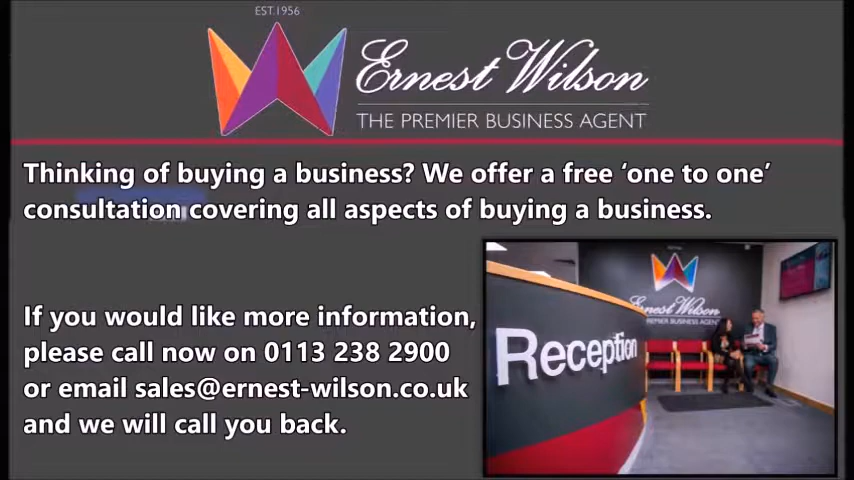 EST.1956
Ernest Wilson
THE PREMIER BUSINESS AGENT
Thinking of buying a business? We offer a free ‘one to one’
consultation covering all aspects of buying a business.
If you would like more information,
please call now on 0113 238 2900
or email sales@ernest-wilson.co.uk
and we will call you back.
Ernest Wilson
PREMIER BUSINESS AGENT
Reception